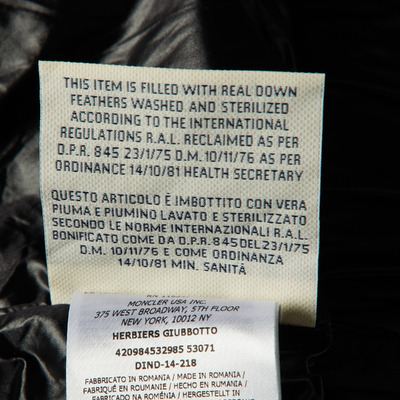 THIS ITEM IS FILLED WITH REAL DOWN
FEATHERS WASHED AND STERILIZED
ACCORDING TO THE INTERNATIONAL
REGULATIONS R.A.L. RECLAIMED AS PER
D.P.R. 845 23/1/75 D.M. 10/11/76 AS PER
ORDINANCE 14/10/81 HEALTH SECRETARY
QUESTO ARTICOLO È IMBOTTITO CON VERA
PIUMA E PIUMINO LAVATO E STERILIZZATO
SECONDO LE NORME INTERNAZIONALI R.A.L.
BONIFICATO COME DA D.P.R. 845 DEL 23/1/75
D.M. 10/11/76 E COME ORDINANZA
14/10/81 MIN. SANITÀ
MONCLER USA INC.
375 WEST BROADWAY, 5TH FLOOR
NEW YORK, 10012 NY
HERBIERS GIUBBOTTO
420984532985 53071
DIND-14-218
FABBRICATO IN ROMANIA / MADE IN ROMANIA /
FABRIQUÉ EN ROUMANIE / HECHO EN RUMANIA /
FABRICADO NA ROMÉNIA / HERGESTELLT IN